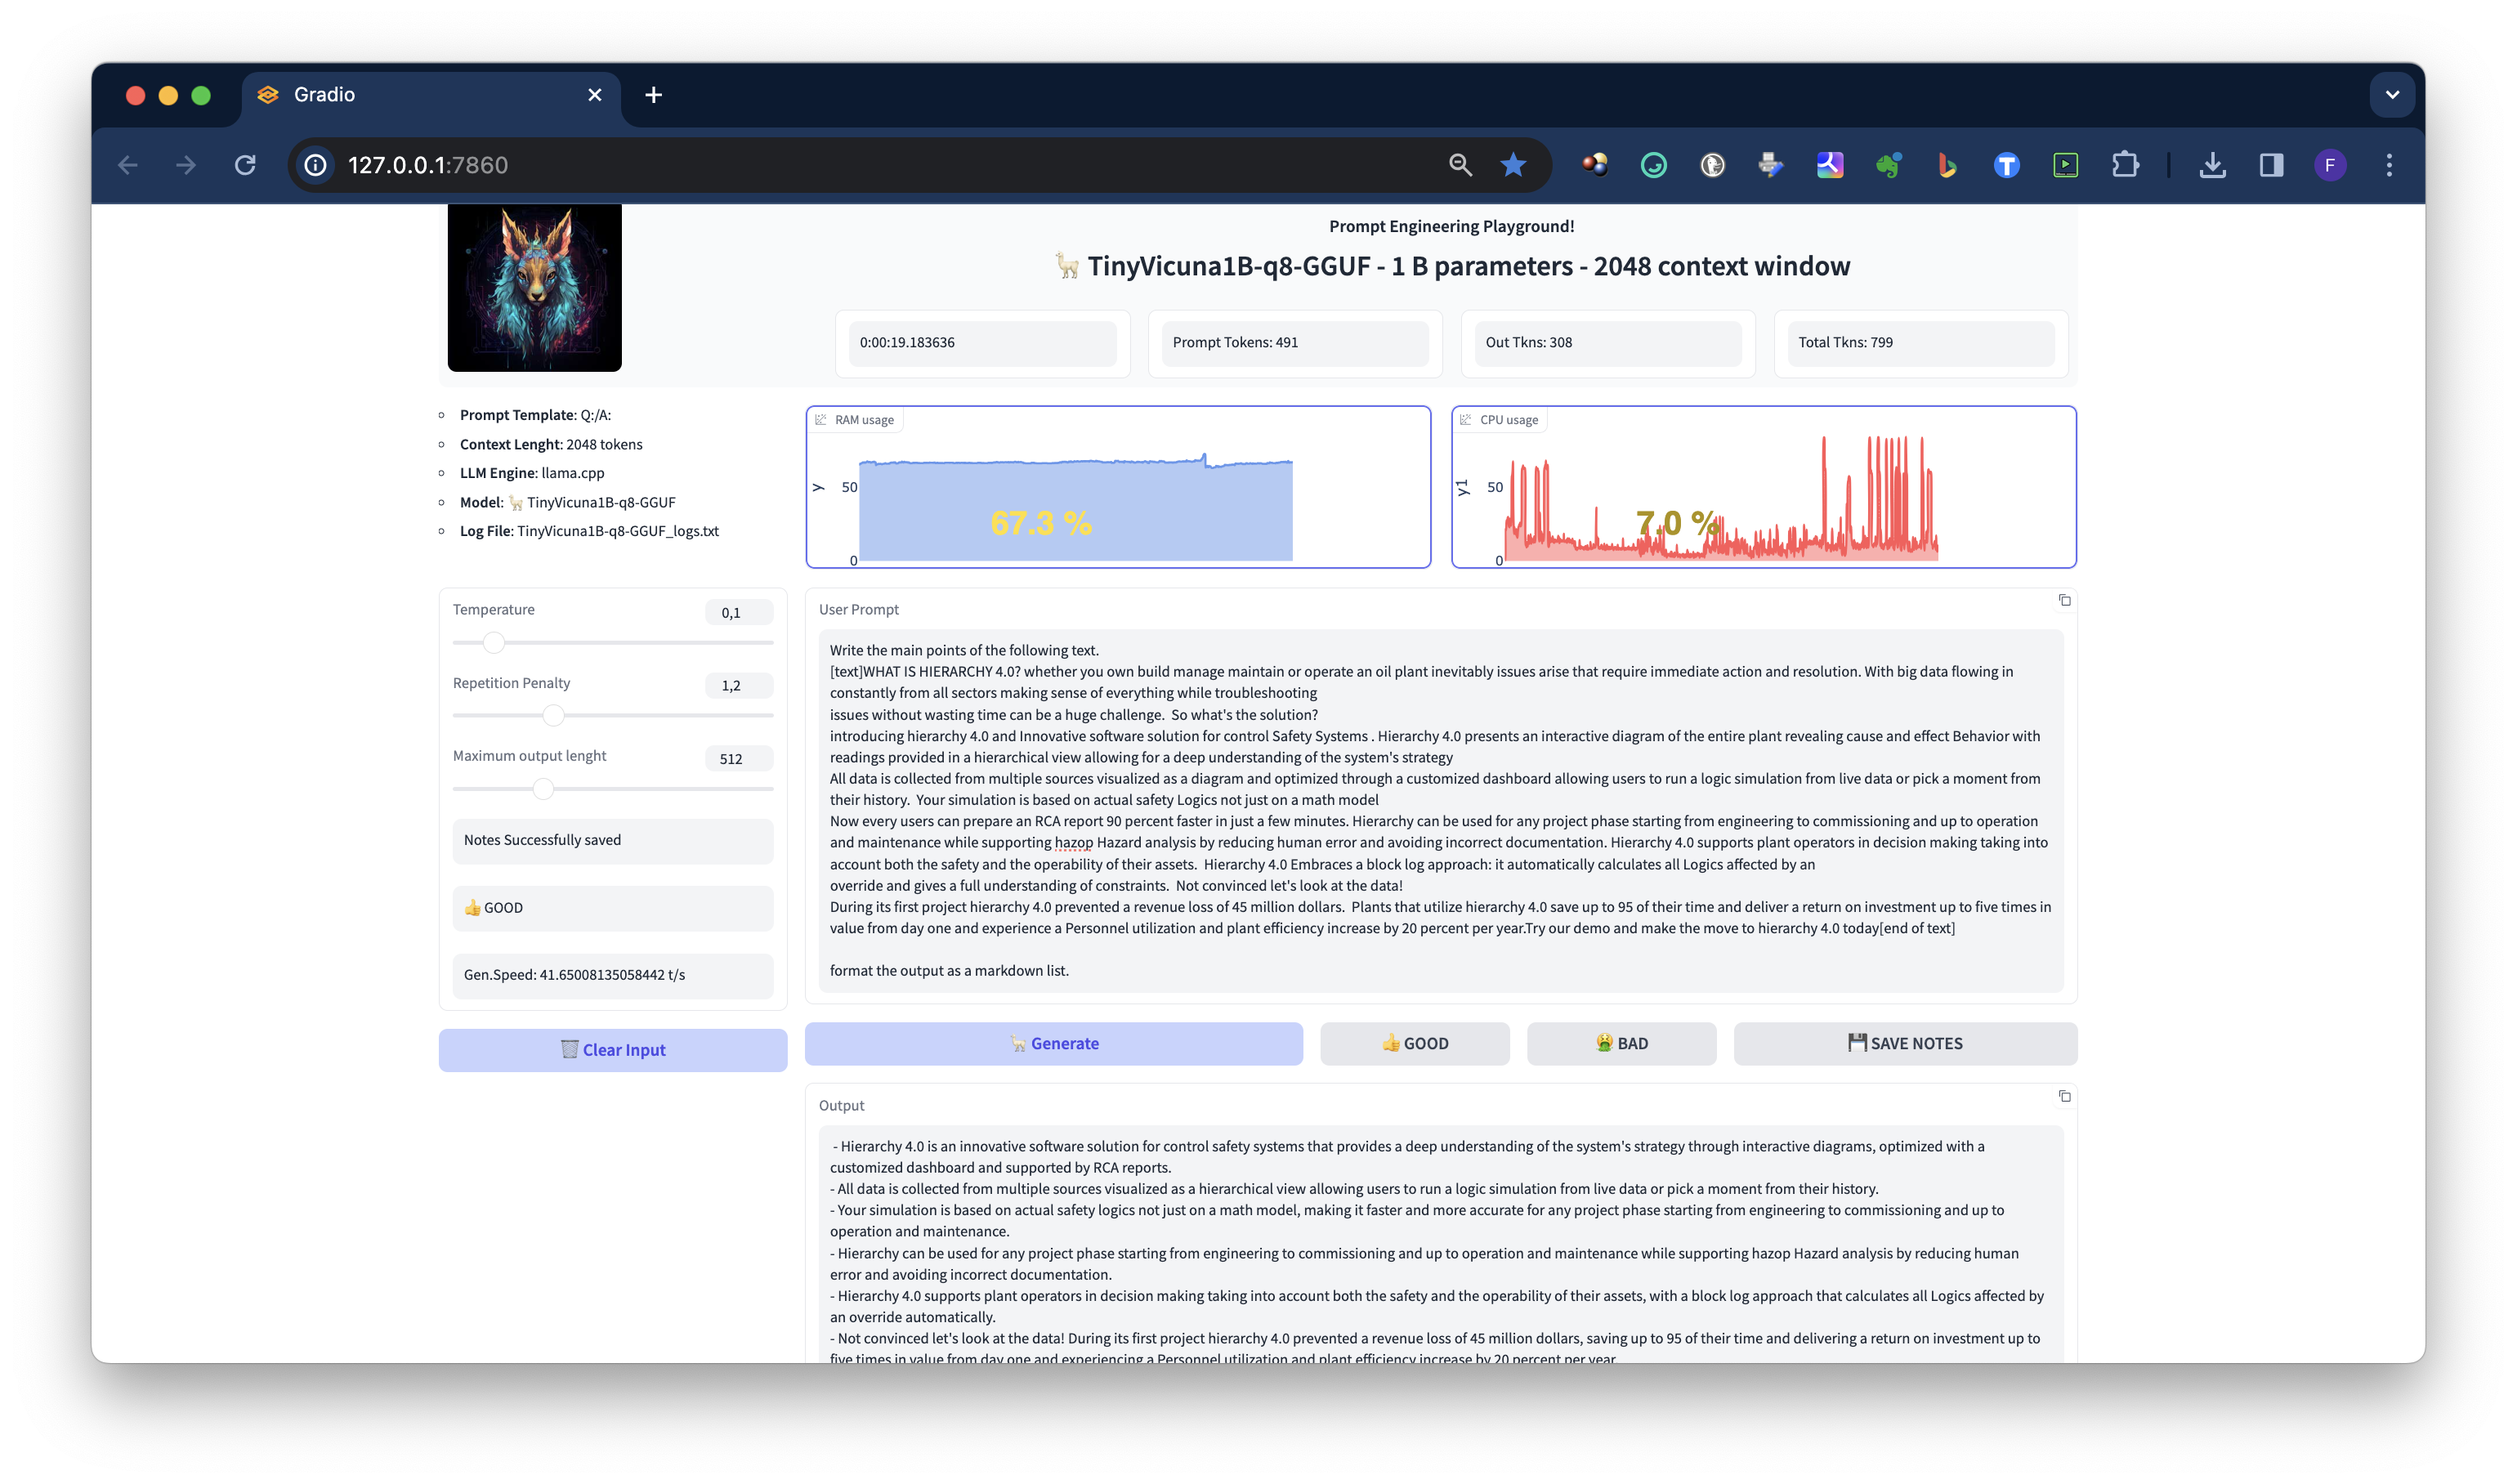 Gradio
127.0.0.1:7860
F
Prompt Engineering Playground!
🦙 TinyVicuna1B-q8-GGUF - 1 B parameters - 2048 context window
0:00:19.183636
Prompt Tokens: 491
Out Tkns: 308
Total Tkns: 799
Prompt Template: Q:/A:
Context Lenght: 2048 tokens
LLM Engine: llama.cpp
Model: 🦙 TinyVicuna1B-q8-GGUF
Log File: TinyVicuna1B-q8-GGUF_logs.txt
RAM usage
y
50
0
67.3 %
CPU usage
y1
50
0
7.0 %
Temperature
0,1
Repetition Penalty
1,2
Maximum output lenght
512
Notes Successfully saved
👍 GOOD
Gen.Speed: 41.65008135058442 t/s
🗑️ Clear Input
User Prompt
Write the main points of the following text.
[text]WHAT IS HIERARCHY 4.0? whether you own build manage maintain or operate an oil plant inevitably issues arise that require immediate action and resolution. With big data flowing in
constantly from all sectors making sense of everything while troubleshooting
issues without wasting time can be a huge challenge.  So what's the solution?
introducing hierarchy 4.0 and Innovative software solution for control Safety Systems . Hierarchy 4.0 presents an interactive diagram of the entire plant revealing cause and effect Behavior with
readings provided in a hierarchical view allowing for a deep understanding of the system's strategy
All data is collected from multiple sources visualized as a diagram and optimized through a customized dashboard allowing users to run a logic simulation from live data or pick a moment from
their history.  Your simulation is based on actual safety Logics not just on a math model
Now every users can prepare an RCA report 90 percent faster in just a few minutes. Hierarchy can be used for any project phase starting from engineering to commissioning and up to operation
and maintenance while supporting hazop Hazard analysis by reducing human error and avoiding incorrect documentation. Hierarchy 4.0 supports plant operators in decision making taking into
account both the safety and the operability of their assets.  Hierarchy 4.0 Embraces a block log approach: it automatically calculates all Logics affected by an
override and gives a full understanding of constraints.  Not convinced let's look at the data!
During its first project hierarchy 4.0 prevented a revenue loss of 45 million dollars.  Plants that utilize hierarchy 4.0 save up to 95 of their time and deliver a return on investment up to five times in
value from day one and experience a Personnel utilization and plant efficiency increase by 20 percent per year.Try our demo and make the move to hierarchy 4.0 today[end of text]
format the output as a markdown list.
🦙 Generate
👍 GOOD
🤮 BAD
💾 SAVE NOTES
Output
- Hierarchy 4.0 is an innovative software solution for control safety systems that provides a deep understanding of the system's strategy through interactive diagrams, optimized with a
customized dashboard and supported by RCA reports.
- All data is collected from multiple sources visualized as a hierarchical view allowing users to run a logic simulation from live data or pick a moment from their history.
- Your simulation is based on actual safety logics not just on a math model, making it faster and more accurate for any project phase starting from engineering to commissioning and up to
operation and maintenance.
- Hierarchy can be used for any project phase starting from engineering to commissioning and up to operation and maintenance while supporting hazop Hazard analysis by reducing human
error and avoiding incorrect documentation.
- Hierarchy 4.0 supports plant operators in decision making taking into account both the safety and the operability of their assets, with a block log approach that calculates all Logics affected by
an override automatically.
- Not convinced let's look at the data! During its first project hierarchy 4.0 prevented a revenue loss of 45 million dollars, saving up to 95 of their time and delivering a return on investment up to
five times in value from day one and experiencing a Personnel utilization and plant efficiency increase by 20 percent per year.